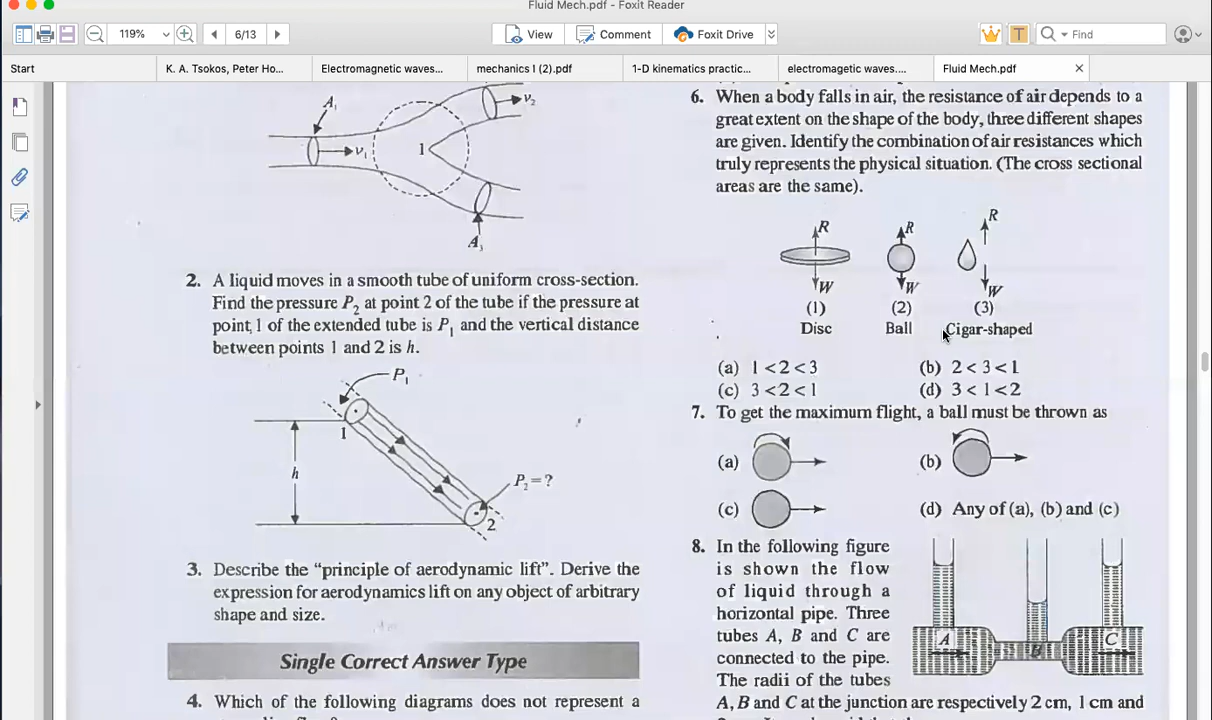 Fluid Mech.pdf - Foxit Reader
119%
6/13
View
Comment
Foxit Drive
T
Find
Start
K. A. Tsokos, Peter Ho...
Electromagnetic waves...
mechanics I (2).pdf
1-D kinematics practic...
electromagetic waves....
Fluid Mech.pdf
A₁
v₁
1
v₂
A₃
2. A liquid moves in a smooth tube of uniform cross-section.
Find the pressure P₂ at point 2 of the tube if the pressure at
point 1 of the extended tube is P₁ and the vertical distance
between points 1 and 2 is h.
P₁
1
h
P₂=?
2
3. Describe the “principle of aerodynamic lift”. Derive the
expression for aerodynamics lift on any object of arbitrary
shape and size.
Single Correct Answer Type
4. Which of the following diagrams does not represent a
6. When a body falls in air, the resistance of air depends to a
great extent on the shape of the body, three different shapes
are given. Identify the combination of air resistances which
truly represents the physical situation. (The cross sectional
areas are the same).
R R R
W W W
(1) (2) (3)
Disc Ball Cigar-shaped
(a) 1 < 2 < 3 (b) 2 < 3 < 1
(c) 3 < 2 < 1 (d) 3 < 1 < 2
7. To get the maximum flight, a ball must be thrown as
(a) (b)
(c) (d) Any of (a), (b) and (c)
8. In the following figure
is shown the flow
of liquid through a
horizontal pipe. Three
tubes A, B and C are
connected to the pipe.
The radii of the tubes
A, B and C at the junction are respectively 2 cm, 1 cm and
A B C